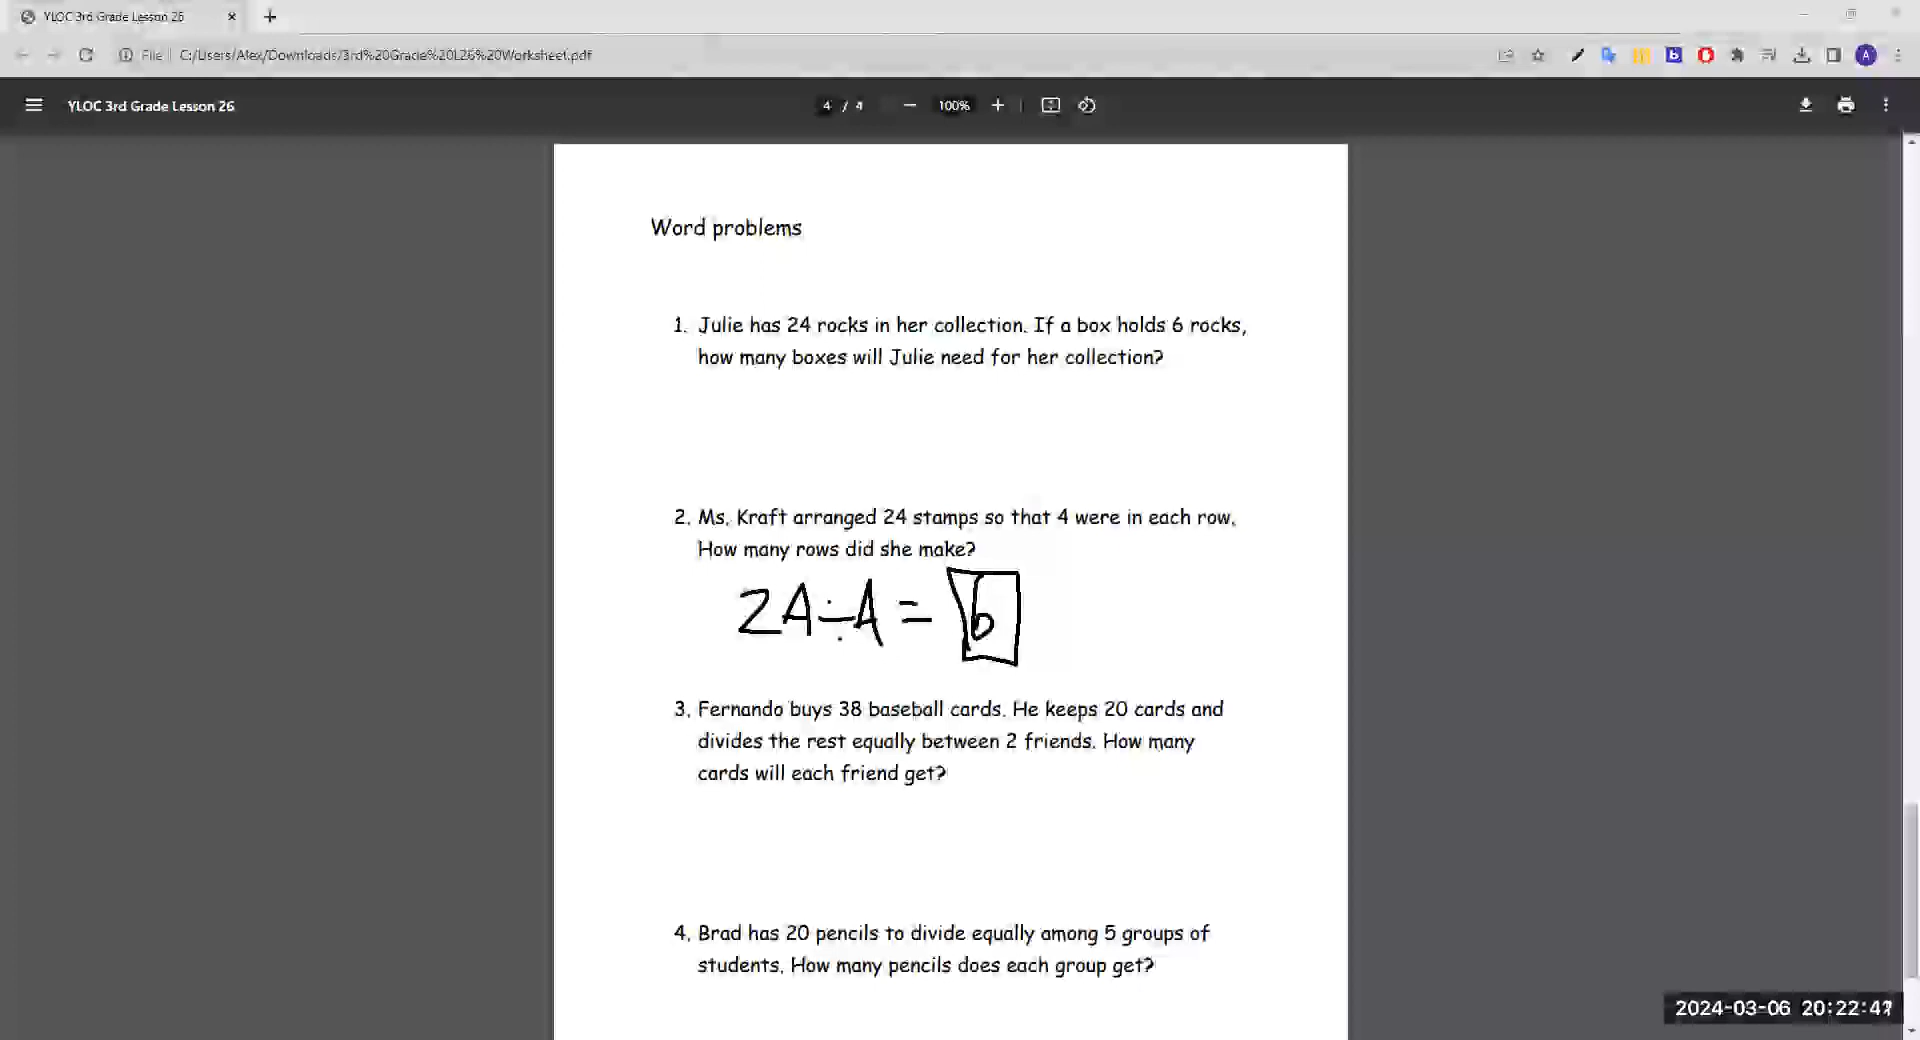 YLOC 3rd Grade Lesson 26
File C:/Users/Alex/Downloads/3rd%20Grade%20L26%20Worksheet.pdf
YLOC 3rd Grade Lesson 26
4 / 4
100%
Word problems
1. Julie has 24 rocks in her collection. If a box holds 6 rocks,
how many boxes will Julie need for her collection?
2. Ms. Kraft arranged 24 stamps so that 4 were in each row.
How many rows did she make?
24÷4 = 6
3. Fernando buys 38 baseball cards. He keeps 20 cards and
divides the rest equally between 2 friends. How many
cards will each friend get?
4. Brad has 20 pencils to divide equally among 5 groups of
students. How many pencils does each group get?
2024-03-06